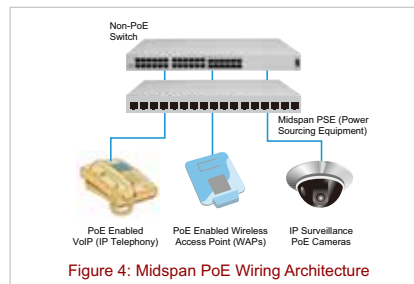 Non-PoE
Switch
Midspan PSE (Power
Sourcing Equipment)
PoE Enabled
VoIP (IP Telephony)
PoE Enabled Wireless
Access Point (WAPs)
IP Surveillance
PoE Cameras
Figure 4: Midspan PoE Wiring Architecture